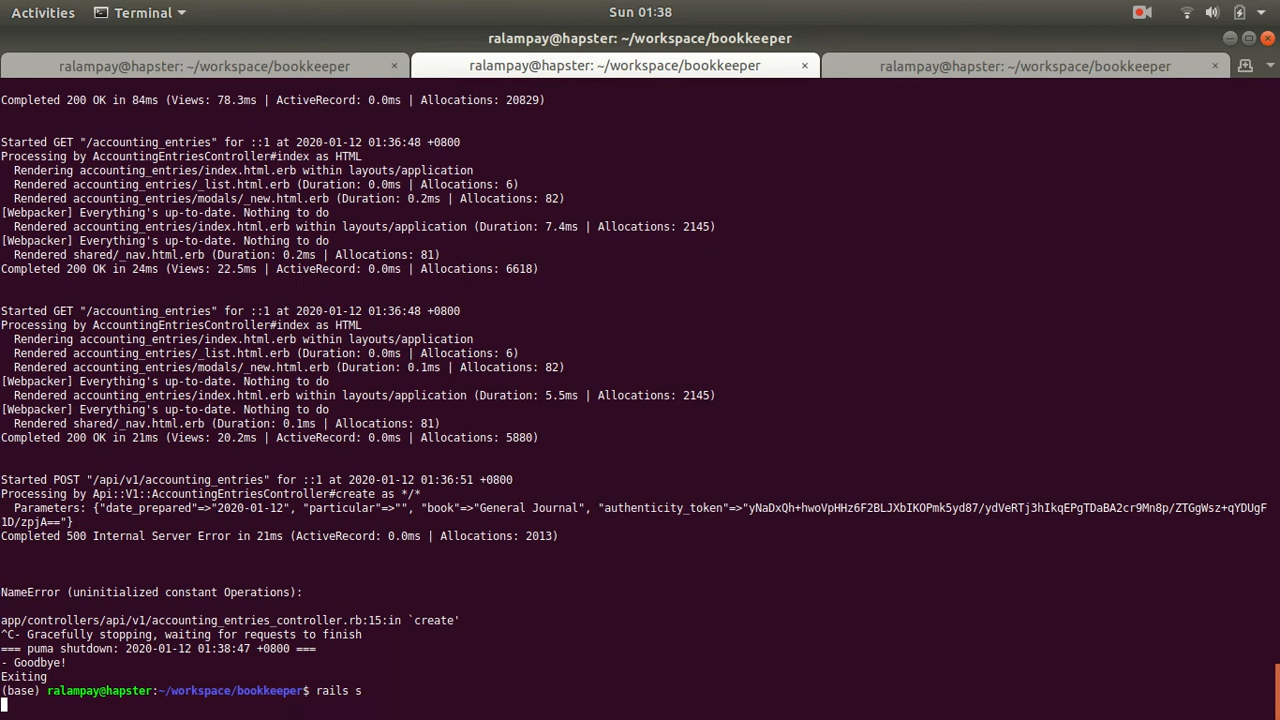 Activities
Terminal
Sun 01:38
ralampay@hapster: ~/workspace/bookkeeper
ralampay@hapster: ~/workspace/bookkeeper × ralampay@hapster: ~/workspace/bookkeeper × ralampay@hapster: ~/workspace/bookkeeper ×
Completed 200 OK in 84ms (Views: 78.3ms | ActiveRecord: 0.0ms | Allocations: 20829)
Started GET "/accounting_entries" for ::1 at 2020-01-12 01:36:48 +0800
Processing by AccountingEntriesController#index as HTML
  Rendering accounting_entries/index.html.erb within layouts/application
  Rendered accounting_entries/_list.html.erb (Duration: 0.0ms | Allocations: 6)
  Rendered accounting_entries/modals/_new.html.erb (Duration: 0.2ms | Allocations: 82)
[Webpacker] Everything's up-to-date. Nothing to do
  Rendered accounting_entries/index.html.erb within layouts/application (Duration: 7.4ms | Allocations: 2145)
[Webpacker] Everything's up-to-date. Nothing to do
  Rendered shared/_nav.html.erb (Duration: 0.2ms | Allocations: 81)
Completed 200 OK in 24ms (Views: 22.5ms | ActiveRecord: 0.0ms | Allocations: 6618)
Started GET "/accounting_entries" for ::1 at 2020-01-12 01:36:48 +0800
Processing by AccountingEntriesController#index as HTML
  Rendering accounting_entries/index.html.erb within layouts/application
  Rendered accounting_entries/_list.html.erb (Duration: 0.0ms | Allocations: 6)
  Rendered accounting_entries/modals/_new.html.erb (Duration: 0.1ms | Allocations: 82)
[Webpacker] Everything's up-to-date. Nothing to do
  Rendered accounting_entries/index.html.erb within layouts/application (Duration: 5.5ms | Allocations: 2145)
[Webpacker] Everything's up-to-date. Nothing to do
  Rendered shared/_nav.html.erb (Duration: 0.1ms | Allocations: 81)
Completed 200 OK in 21ms (Views: 20.2ms | ActiveRecord: 0.0ms | Allocations: 5880)
Started POST "/api/v1/accounting_entries" for ::1 at 2020-01-12 01:36:51 +0800
Processing by Api::V1::AccountingEntriesController#create as */*
  Parameters: {"date_prepared"=>"2020-01-12", "particular"=>"", "book"=>"General Journal", "authenticity_token"=>"yNaDxQh+hwoVpHHz6F2BLJXbIKOPmk5yd87/ydVeRTj3hIkqEPgTDaBA2cr9Mn8p/ZTGgWsz+qYDUgF
1D/zpjA=="}
Completed 500 Internal Server Error in 21ms (ActiveRecord: 0.0ms | Allocations: 2013)
NameError (uninitialized constant Operations):
app/controllers/api/v1/accounting_entries_controller.rb:15:in `create'
^C- Gracefully stopping, waiting for requests to finish
=== puma shutdown: 2020-01-12 01:38:47 +0800 ===
- Goodbye!
Exiting
(base) ralampay@hapster:~/workspace/bookkeeper$ rails s